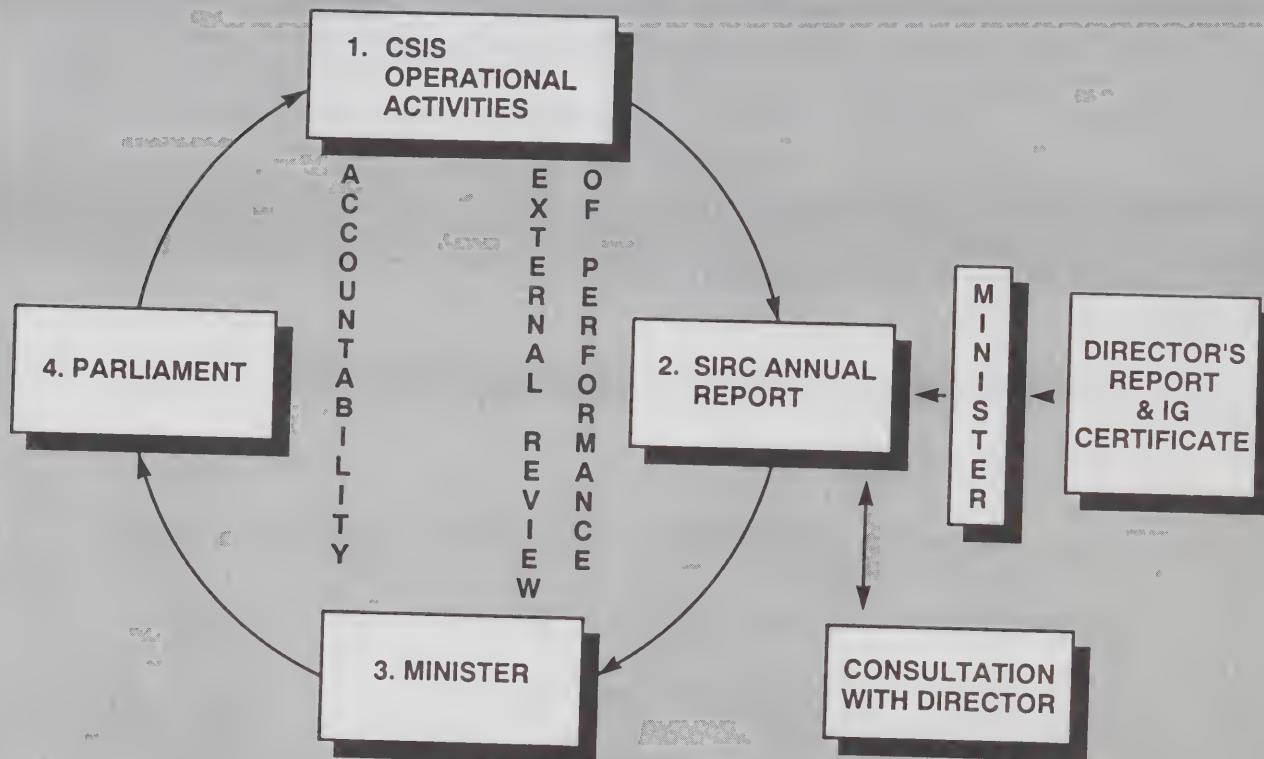 1. CSIS
OPERATIONAL
ACTIVITIES
ACCOUNTABILITY
EXTERNAL REVIEW
OF PERFORMANCE
4. PARLIAMENT
2. SIRC ANNUAL
REPORT
MINISTER
DIRECTOR'S
REPORT
& IG
CERTIFICATE
3. MINISTER
CONSULTATION
WITH DIRECTOR